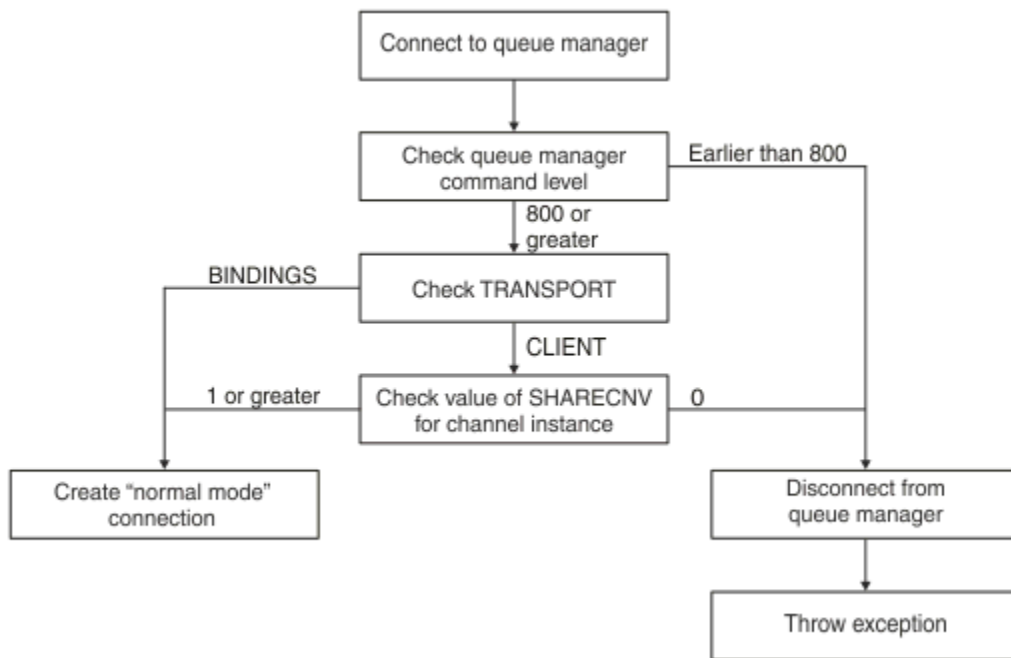 Connect to queue manager
Check queue manager
command level
Earlier than 800
800 or
greater
BINDINGS
Check TRANSPORT
CLIENT
1 or greater
Check value of SHARECNV
for channel instance
0
Create “normal mode”
connection
Disconnect from
queue manager
Throw exception